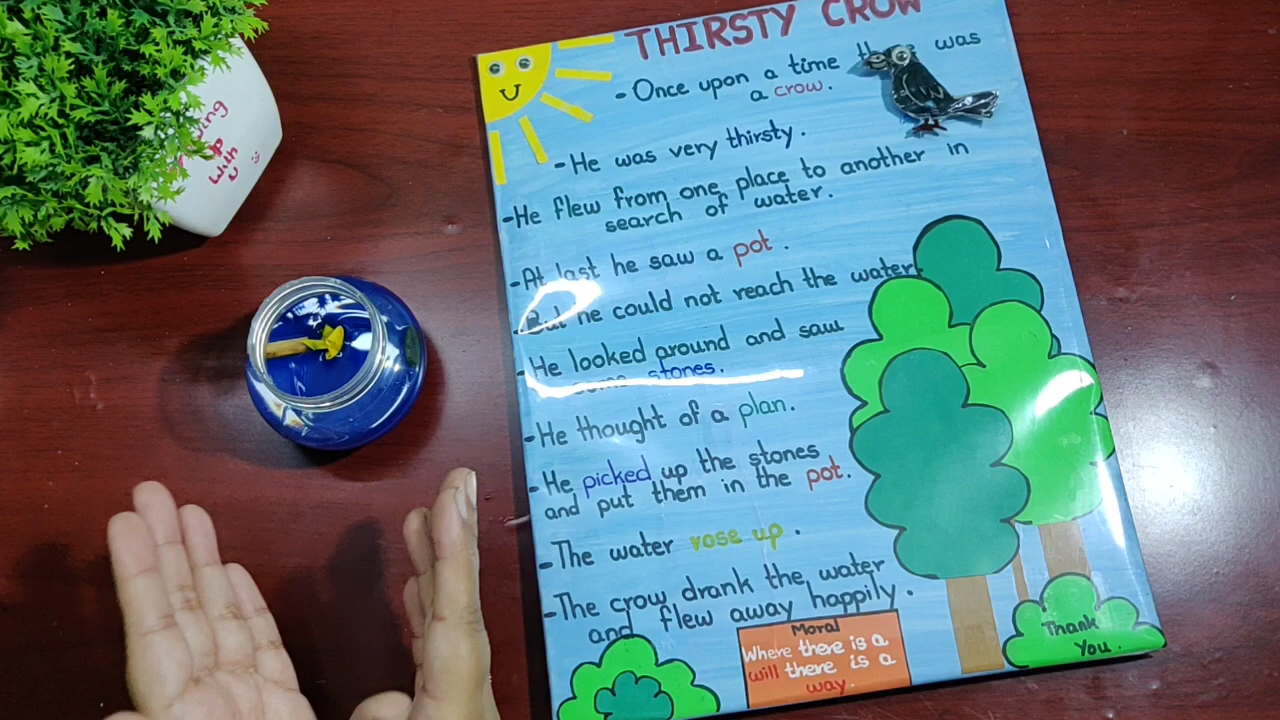 THIRSTY CROW
- Once upon a time was
a crow.
- He was very thirsty.
- He flew from one place to another in
search of water.
- At last he saw a pot.
- But he could not reach the water.
- He looked around and saw
some stones.
- He thought of a plan.
- He picked up the stones
and put them in the pot.
- The water rose up.
- The crow drank the water
and flew away happily.
Moral
Where there is a
will there is a
way.
Thank
You.
up
with